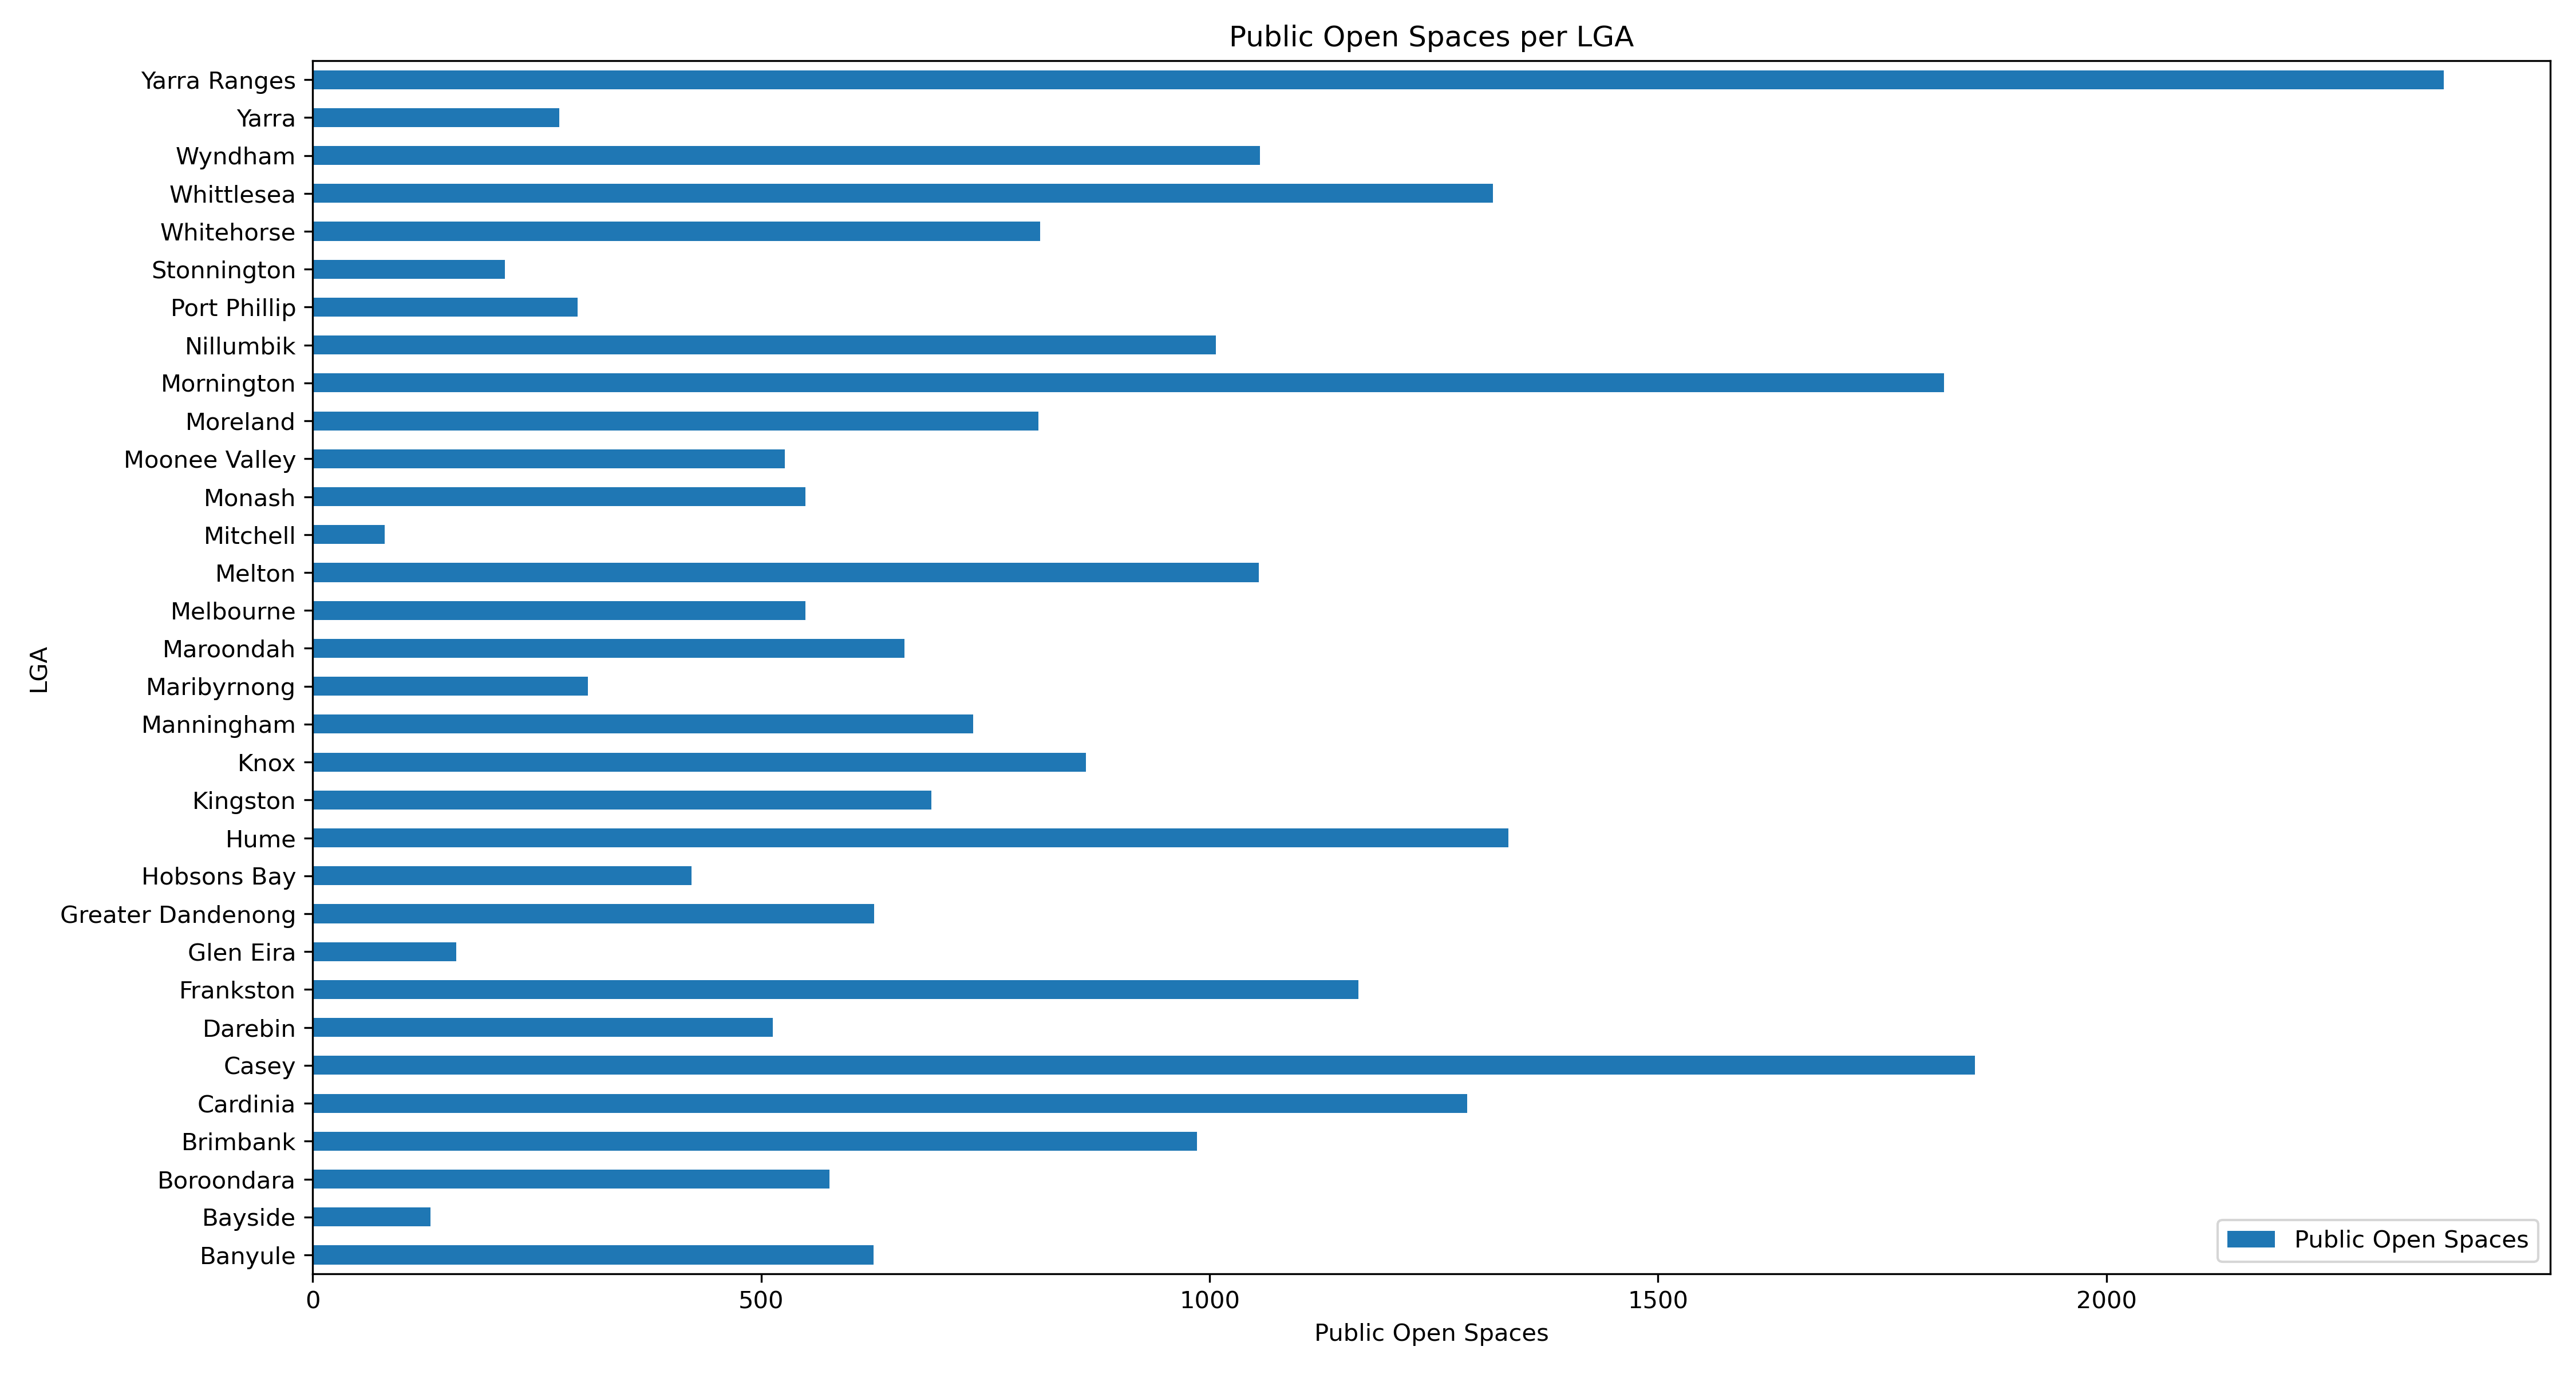 Public Open Spaces per LGA
Yarra Ranges
Yarra
Wyndham
Whittlesea
Whitehorse
Stonnington
Port Phillip
Nillumbik
Mornington
Moreland
Moonee Valley
Monash
Mitchell
Melton
Melbourne
Maroondah
Maribyrnong
Manningham
Knox
Kingston
Hume
Hobsons Bay
Greater Dandenong
Glen Eira
Frankston
Darebin
Casey
Cardinia
Brimbank
Boroondara
Bayside
Banyule
LGA
Public Open Spaces
0 500 1000 1500 2000
Public Open Spaces